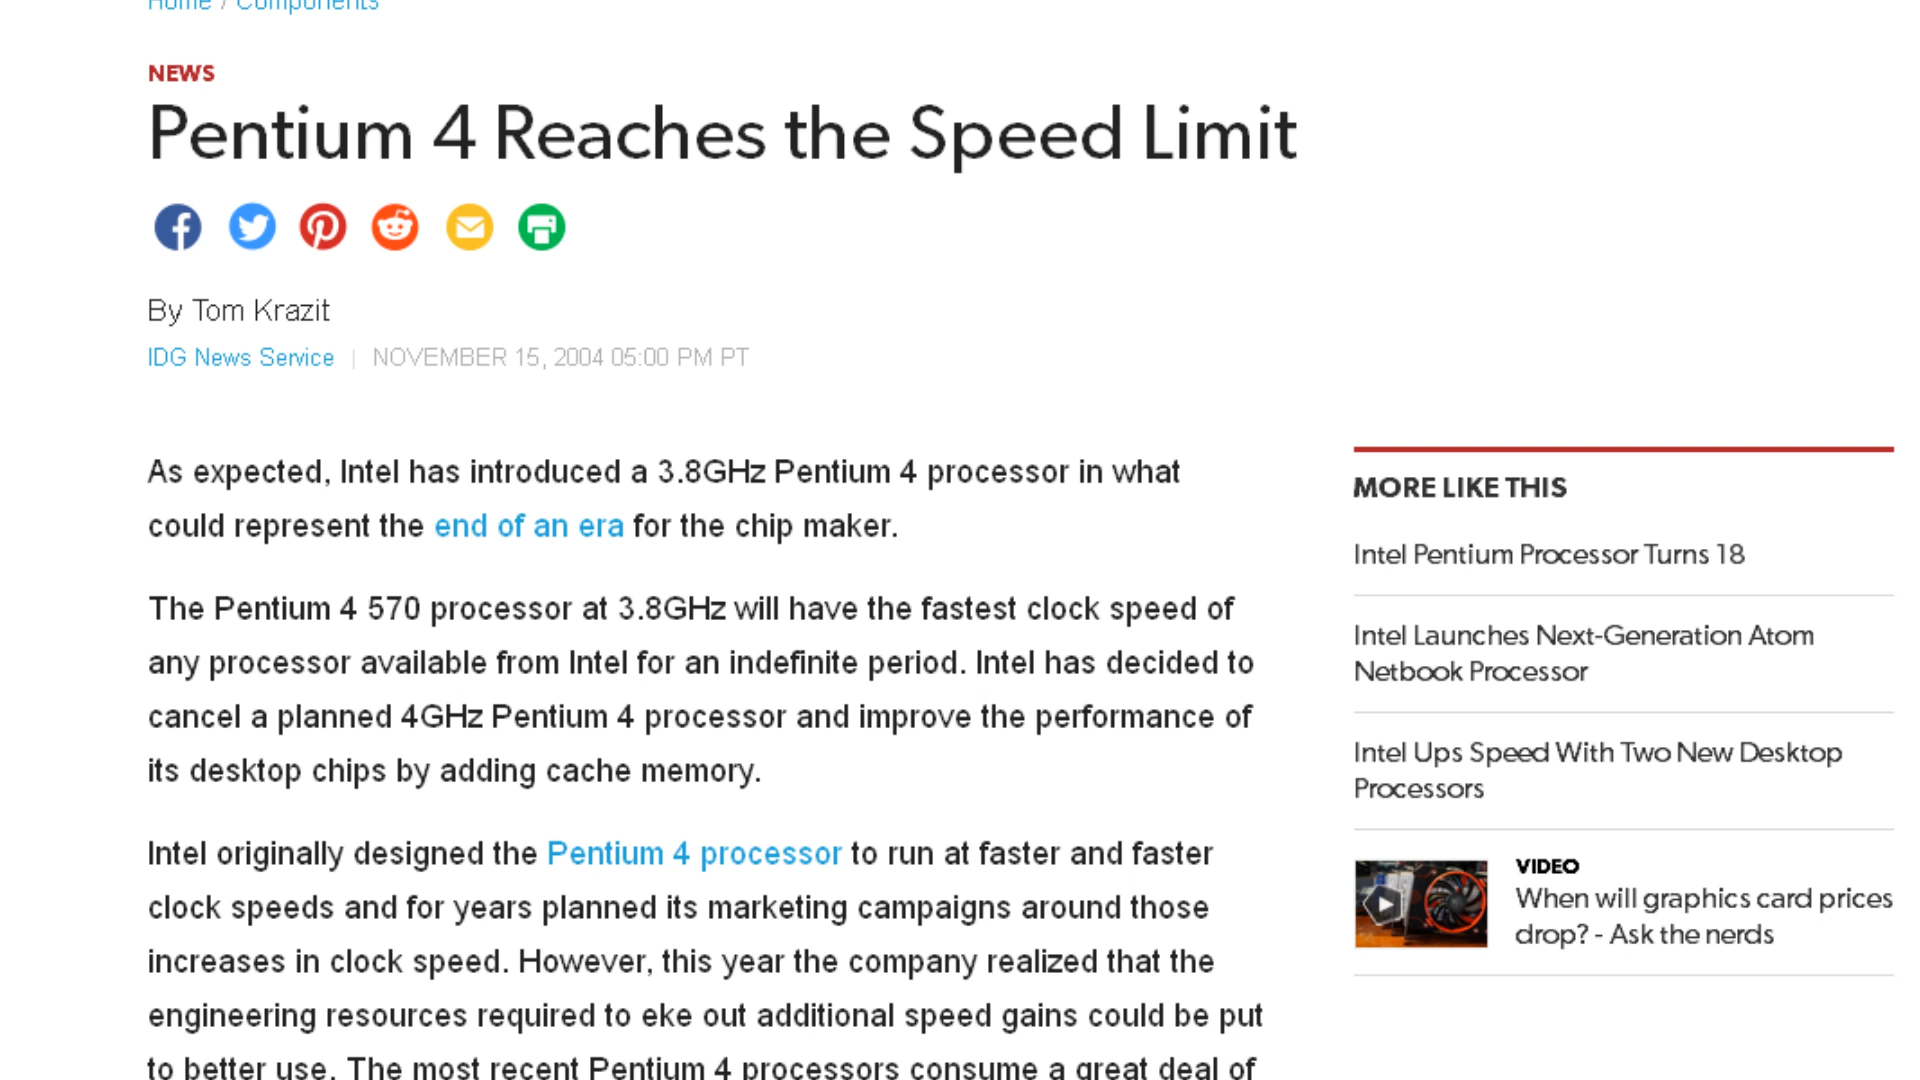 Home / Components
NEWS
Pentium 4 Reaches the Speed Limit
By Tom Krazit
IDG News Service | NOVEMBER 15, 2004 05:00 PM PT
As expected, Intel has introduced a 3.8GHz Pentium 4 processor in what
could represent the end of an era for the chip maker.
The Pentium 4 570 processor at 3.8GHz will have the fastest clock speed of
any processor available from Intel for an indefinite period. Intel has decided to
cancel a planned 4GHz Pentium 4 processor and improve the performance of
its desktop chips by adding cache memory.
Intel originally designed the Pentium 4 processor to run at faster and faster
clock speeds and for years planned its marketing campaigns around those
increases in clock speed. However, this year the company realized that the
engineering resources required to eke out additional speed gains could be put
to better use. The most recent Pentium 4 processors consume a great deal of
MORE LIKE THIS
Intel Pentium Processor Turns 18
Intel Launches Next-Generation Atom
Netbook Processor
Intel Ups Speed With Two New Desktop
Processors
VIDEO
When will graphics card prices
drop? - Ask the nerds